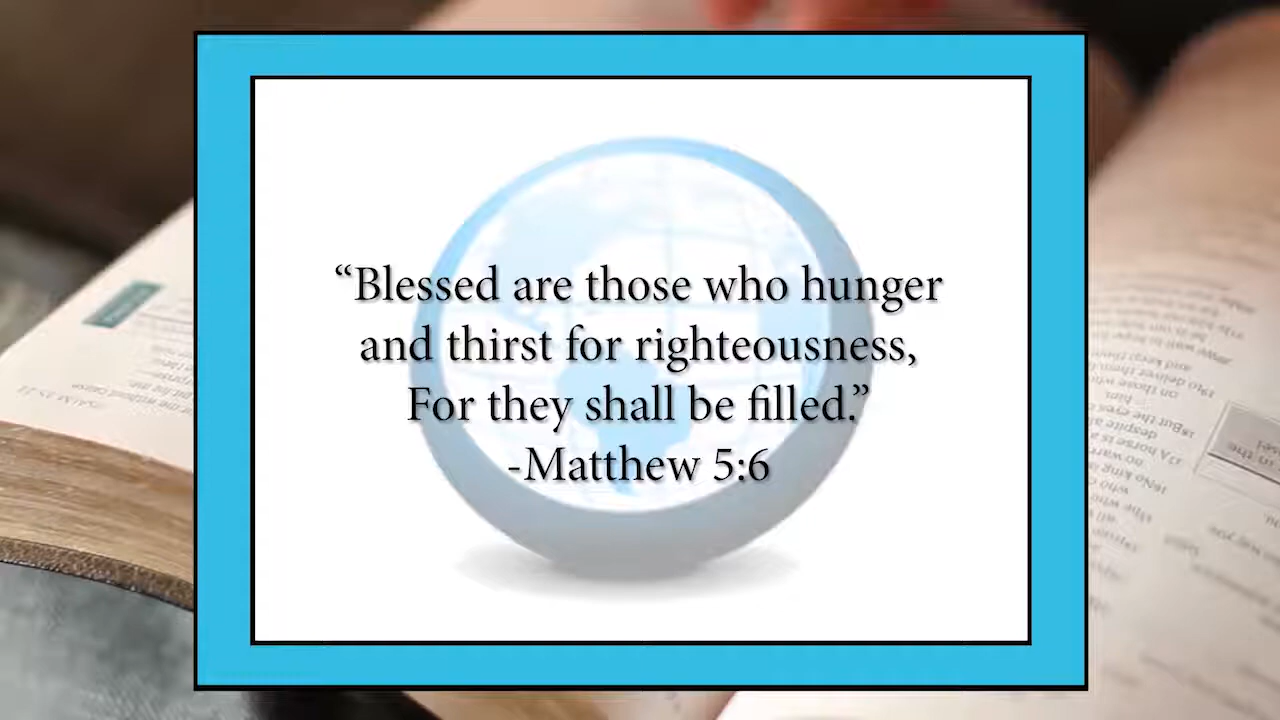 “Blessed are those who hunger
and thirst for righteousness,
For they shall be filled.”
-Matthew 5:6